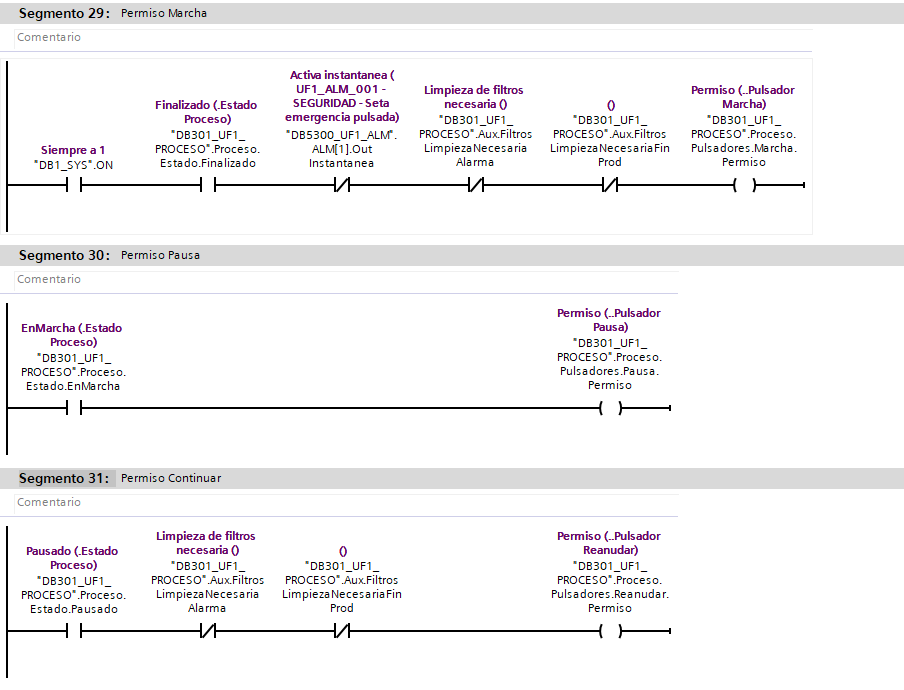 Segmento 29: Permiso Marcha
Comentario
Siempre a 1
"DB1_SYS".ON
Finalizado (.Estado
Proceso)
"DB301_UF1_
PROCESO".Proceso.
Estado.Finalizado
Activa instantanea (
UF1_ALM_001 -
SEGURIDAD - Seta
emergencia pulsada)
"DB5300_UF1_ALM".
ALM[1].Out
Instantanea
Limpieza de filtros
necesaria ()
"DB301_UF1_
PROCESO".Aux.Filtros
LimpiezaNecesaria
Alarma
()
"DB301_UF1_
PROCESO".Aux.Filtros
LimpiezaNecesariaFin
Prod
Permiso (..Pulsador
Marcha)
"DB301_UF1_
PROCESO".Proceso.
Pulsadores.Marcha.
Permiso
Segmento 30: Permiso Pausa
Comentario
EnMarcha (.Estado
Proceso)
"DB301_UF1_
PROCESO".Proceso.
Estado.EnMarcha
Permiso (..Pulsador
Pausa)
"DB301_UF1_
PROCESO".Proceso.
Pulsadores.Pausa.
Permiso
Segmento 31: Permiso Continuar
Comentario
Pausado (.Estado
Proceso)
"DB301_UF1_
PROCESO".Proceso.
Estado.Pausado
Limpieza de filtros
necesaria ()
"DB301_UF1_
PROCESO".Aux.Filtros
LimpiezaNecesaria
Alarma
()
"DB301_UF1_
PROCESO".Aux.Filtros
LimpiezaNecesariaFin
Prod
Permiso (..Pulsador
Reanudar)
"DB301_UF1_
PROCESO".Proceso.
Pulsadores.Reanudar.
Permiso